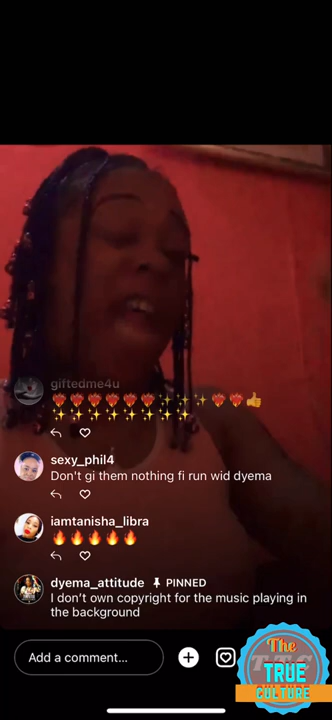 giftedme4u
❤️‍🔥❤️‍🔥❤️‍🔥❤️‍🔥❤️‍🔥❤️‍🔥✨✨✨❤️‍🔥❤️‍🔥👍
✨✨✨✨✨✨✨✨✨
sexy_phil4
Don't gi them nothing fi run wid dyema
iamtanisha_libra
🔥🔥🔥🔥🔥
dyema_attitude PINNED
I don't own copyright for the music playing in
the background
Add a comment...
The
TRUE
CULTURE